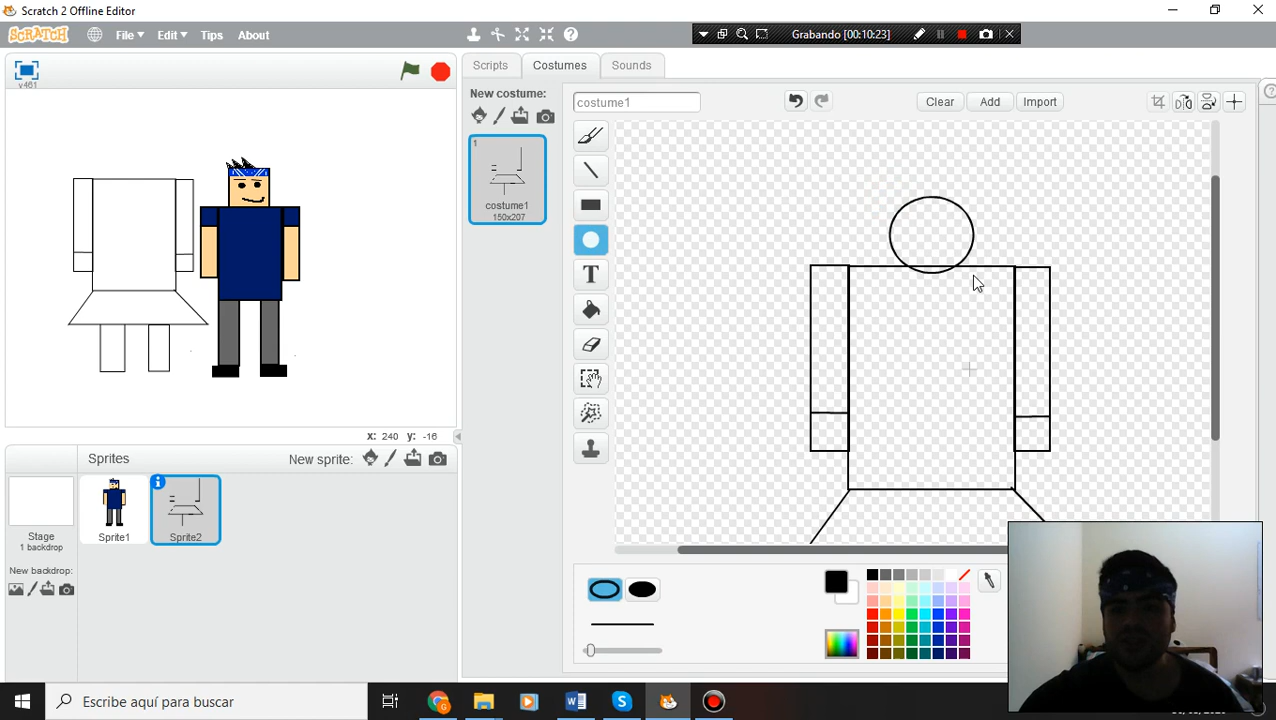 Scratch 2 Offline Editor
SCRATCH
File
Edit
Tips
About
Grabando [00:10:23]
v461
Scripts
Costumes
Sounds
New costume:
costume1
Clear
Add
Import
1
costume1
150x207
T
x: 240 y: -16
Sprites
New sprite:
Stage
1 backdrop
Sprite1
Sprite2
New backdrop:
Escribe aquí para buscar